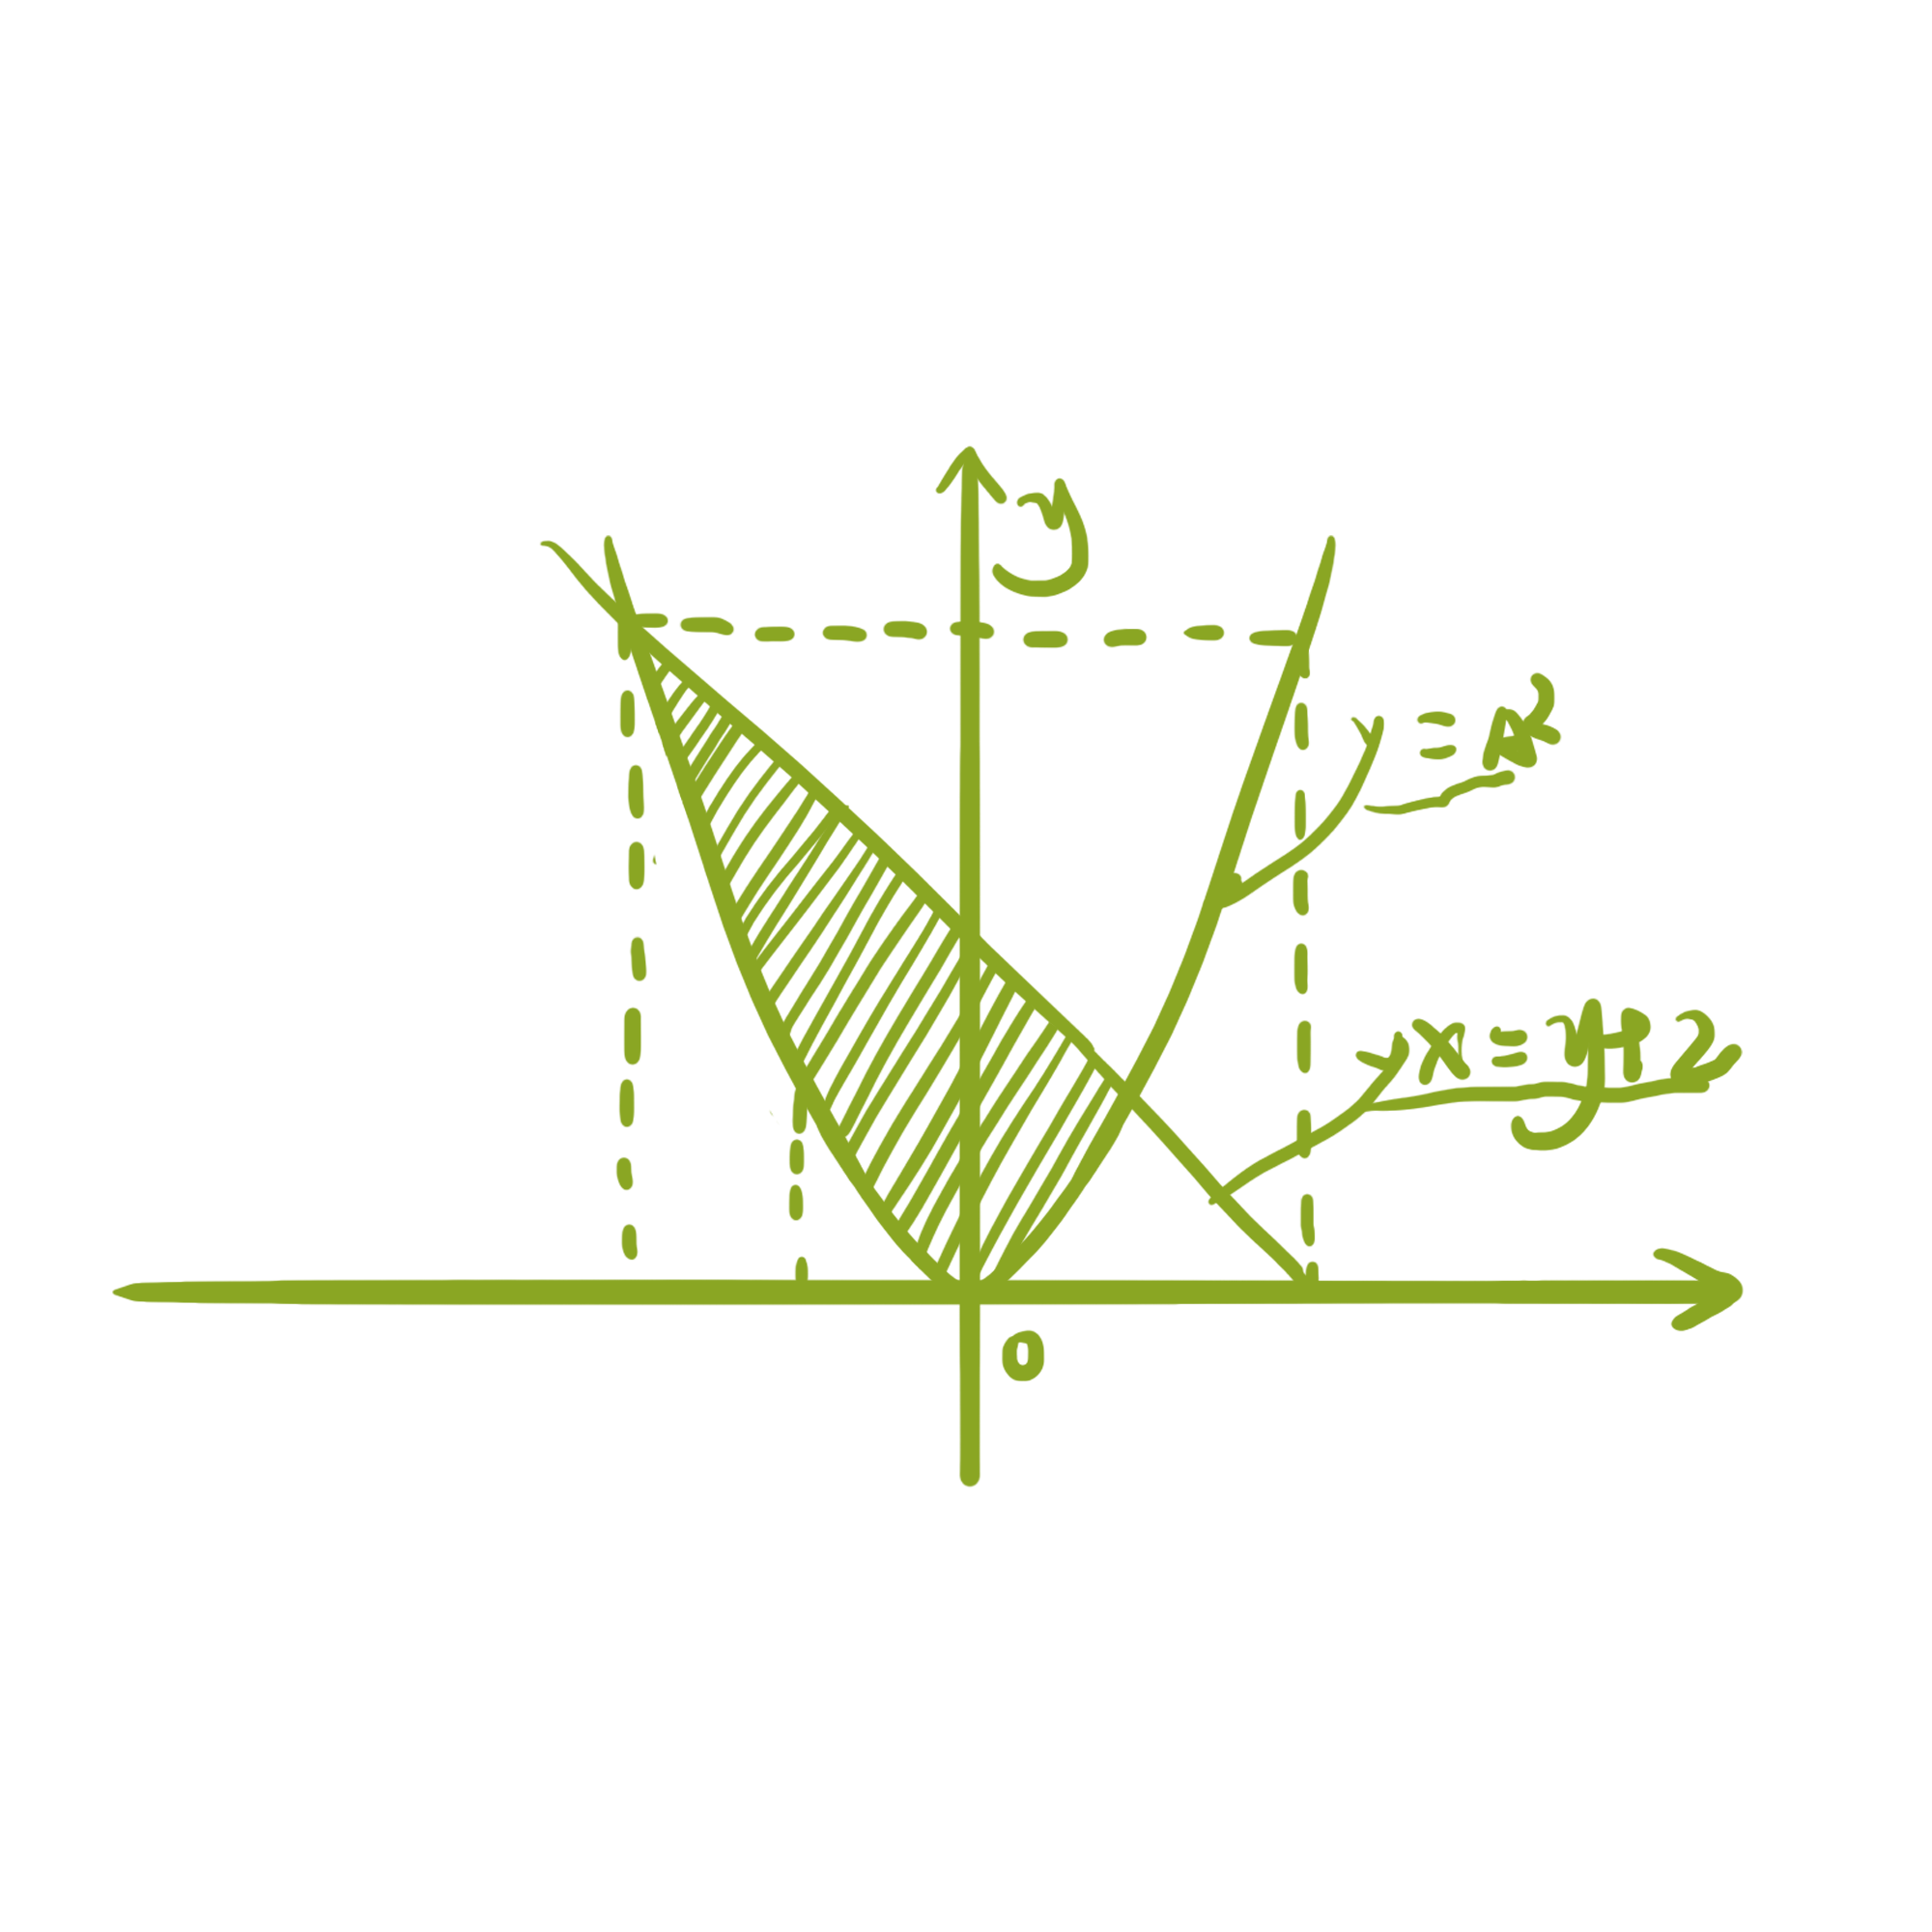 y
y = x²
yx = y+2
0